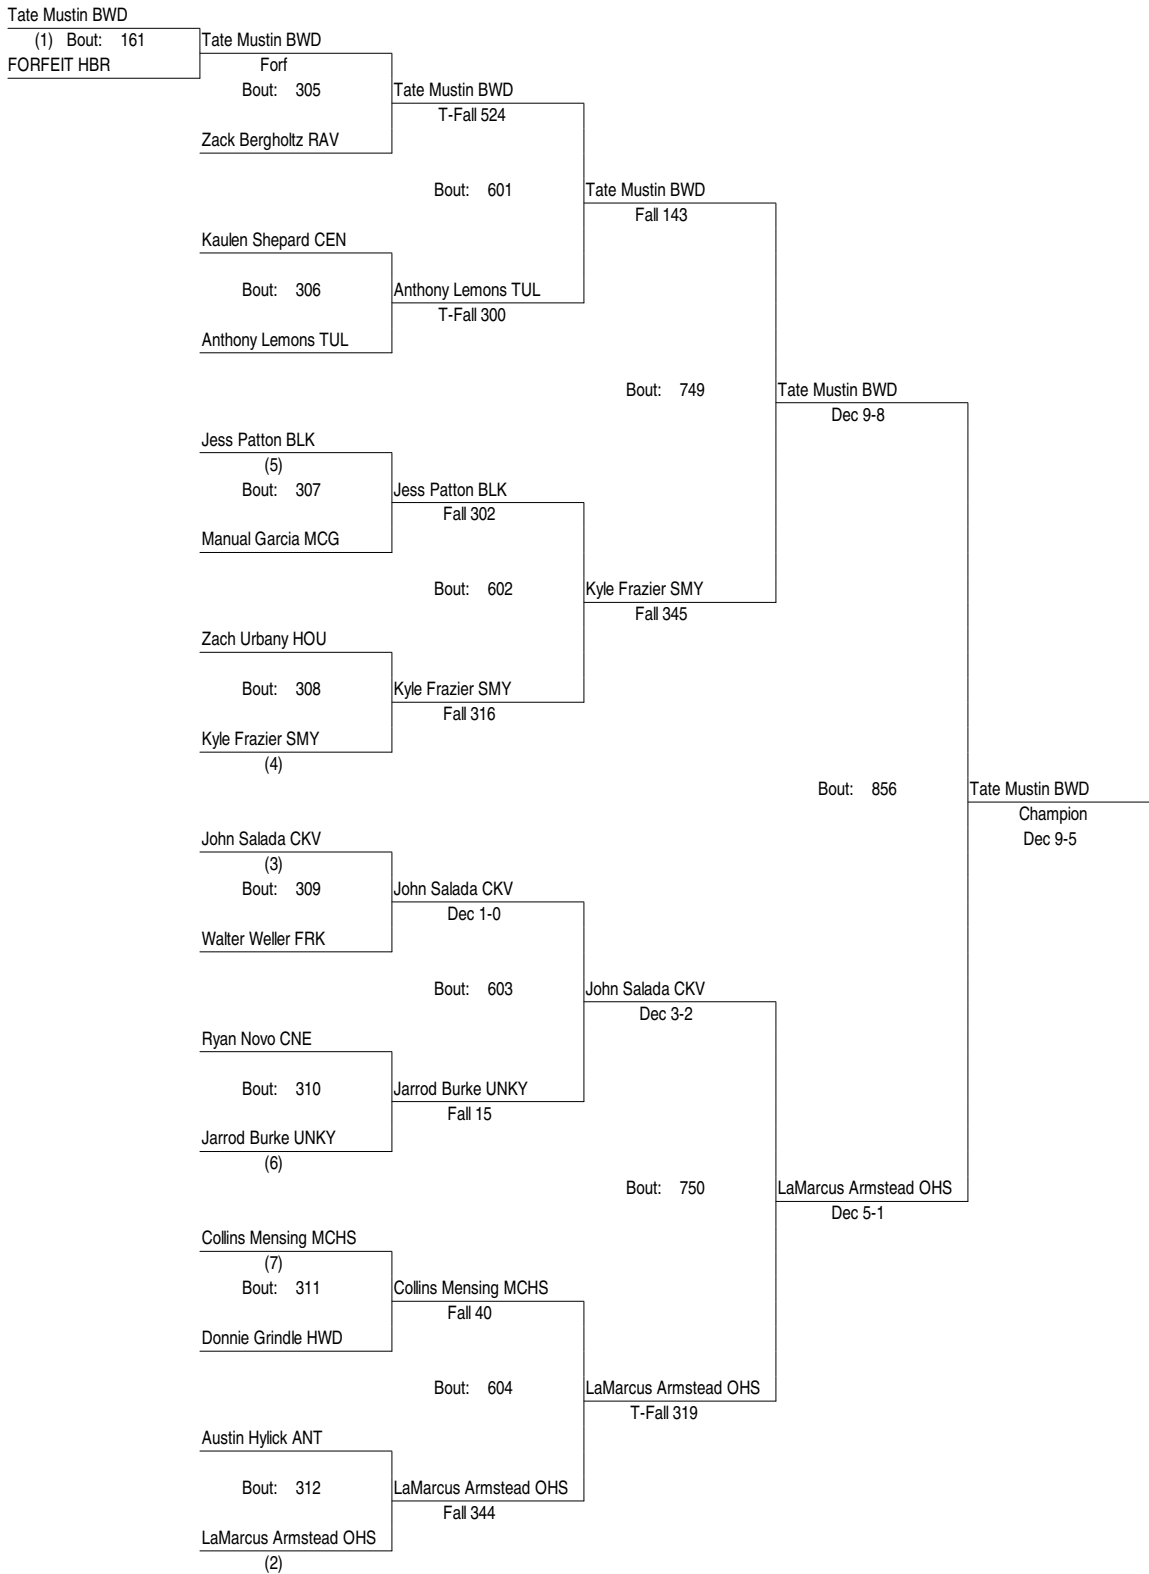 Tate Mustin BWD
(1) Bout: 161
FORFEIT HBR
Tate Mustin BWD
Forf
Bout: 305
Zack Bergholtz RAV
Tate Mustin BWD
T-Fall 524
Bout: 601
Kaulen Shepard CEN
Bout: 306
Anthony Lemons TUL
Anthony Lemons TUL
T-Fall 300
Tate Mustin BWD
Fall 143
Bout: 749
Jess Patton BLK
(5)
Bout: 307
Manual Garcia MCG
Jess Patton BLK
Fall 302
Bout: 602
Zach Urbany HOU
Bout: 308
Kyle Frazier SMY
(4)
Kyle Frazier SMY
Fall 316
Kyle Frazier SMY
Fall 345
Tate Mustin BWD
Dec 9-8
Bout: 856
John Salada CKV
(3)
Bout: 309
Walter Weller FRK
John Salada CKV
Dec 1-0
Bout: 603
Ryan Novo CNE
Bout: 310
Jarrod Burke UNKY
(6)
Jarrod Burke UNKY
Fall 15
John Salada CKV
Dec 3-2
Bout: 750
Collins Mensing MCHS
(7)
Bout: 311
Donnie Grindle HWD
Collins Mensing MCHS
Fall 40
Bout: 604
Austin Hylick ANT
Bout: 312
LaMarcus Armstead OHS
(2)
LaMarcus Armstead OHS
Fall 344
LaMarcus Armstead OHS
T-Fall 319
LaMarcus Armstead OHS
Dec 5-1
Tate Mustin BWD
Champion
Dec 9-5